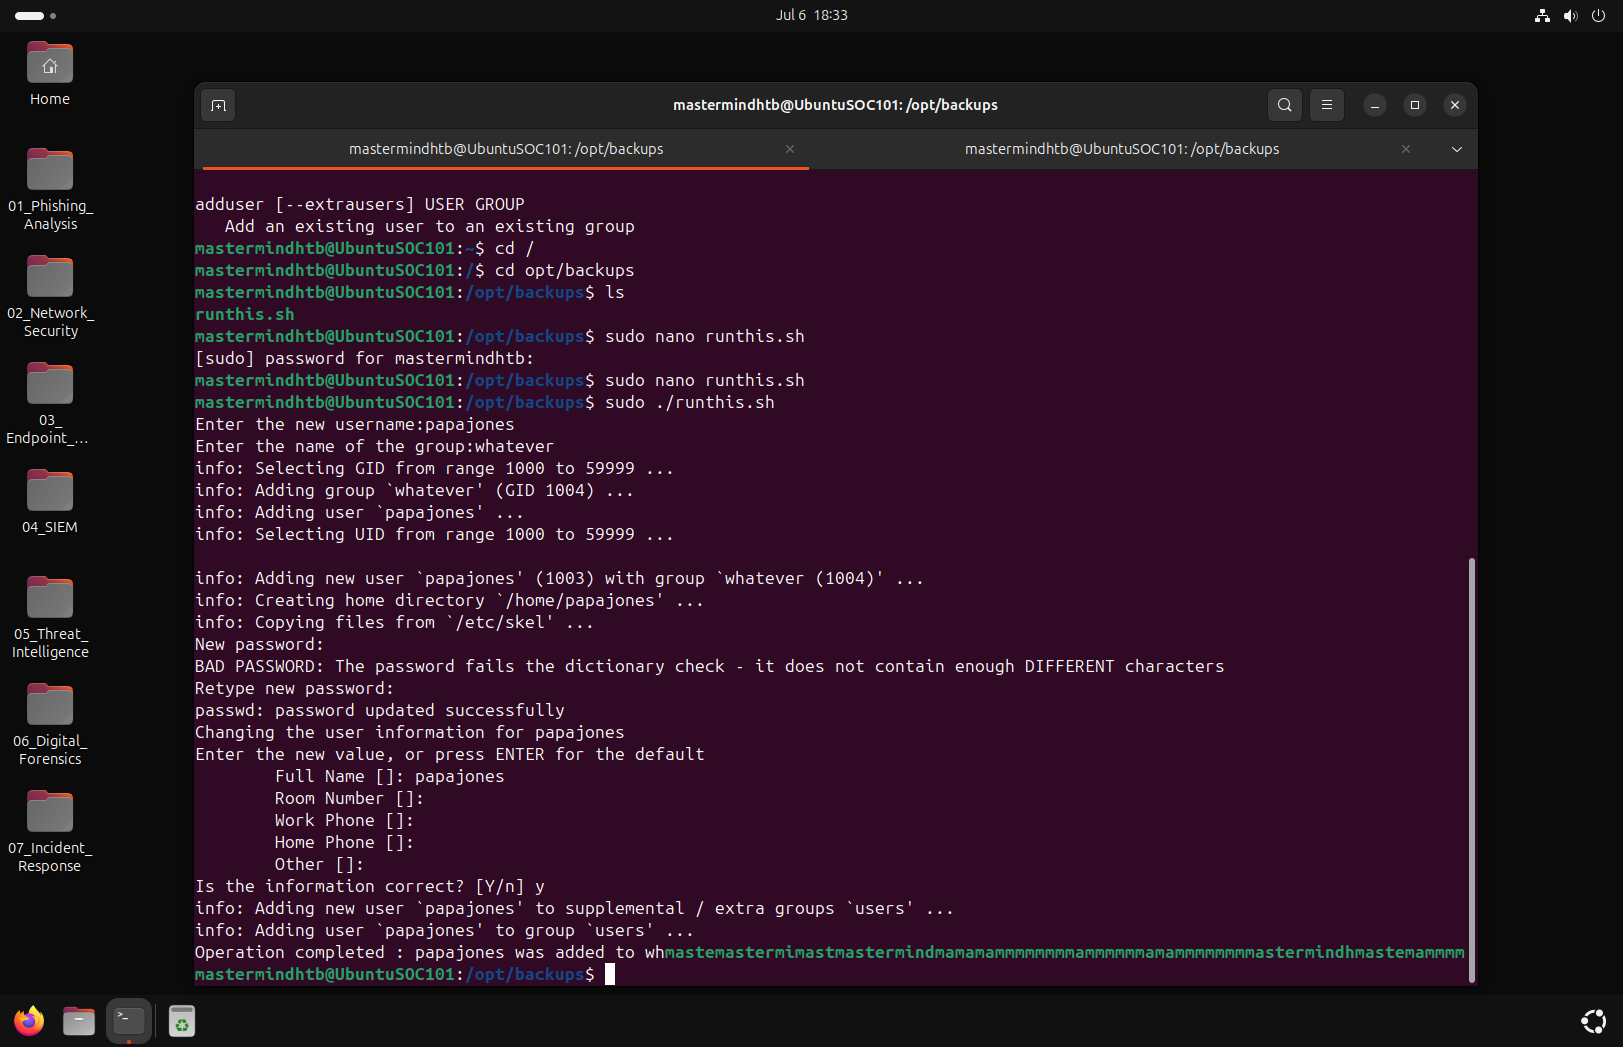 Jul 6 18:33
Home
01_Phishing_
Analysis
02_Network_
Security
03_
Endpoint_...
04_SIEM
05_Threat_
Intelligence
06_Digital_
Forensics
07_Incident_
Response
mastermindhtb@UbuntuSOC101: /opt/backups
mastermindhtb@UbuntuSOC101: /opt/backups
mastermindhtb@UbuntuSOC101: /opt/backups
adduser [--extrausers] USER GROUP
   Add an existing user to an existing group
mastermindhtb@UbuntuSOC101:~$ cd /
mastermindhtb@UbuntuSOC101:/$ cd opt/backups
mastermindhtb@UbuntuSOC101:/opt/backups$ ls
runthis.sh
mastermindhtb@UbuntuSOC101:/opt/backups$ sudo nano runthis.sh
[sudo] password for mastermindhtb:
mastermindhtb@UbuntuSOC101:/opt/backups$ sudo nano runthis.sh
mastermindhtb@UbuntuSOC101:/opt/backups$ sudo ./runthis.sh
Enter the new username:papajones
Enter the name of the group:whatever
info: Selecting GID from range 1000 to 59999 ...
info: Adding group `whatever' (GID 1004) ...
info: Adding user `papajones' ...
info: Selecting UID from range 1000 to 59999 ...
info: Adding new user `papajones' (1003) with group `whatever (1004)' ...
info: Creating home directory `/home/papajones' ...
info: Copying files from `/etc/skel' ...
New password:
BAD PASSWORD: The password fails the dictionary check - it does not contain enough DIFFERENT characters
Retype new password:
passwd: password updated successfully
Changing the user information for papajones
Enter the new value, or press ENTER for the default
        Full Name []: papajones
        Room Number []:
        Work Phone []:
        Home Phone []:
        Other []:
Is the information correct? [Y/n] y
info: Adding new user `papajones' to supplemental / extra groups `users' ...
info: Adding user `papajones' to group `users' ...
Operation completed : papajones was added to whmastemastermimastmastermindmamamammmmmmmmammmmmmamammmmmmmmastermindhmastemammmm
mastermindhtb@UbuntuSOC101:/opt/backups$